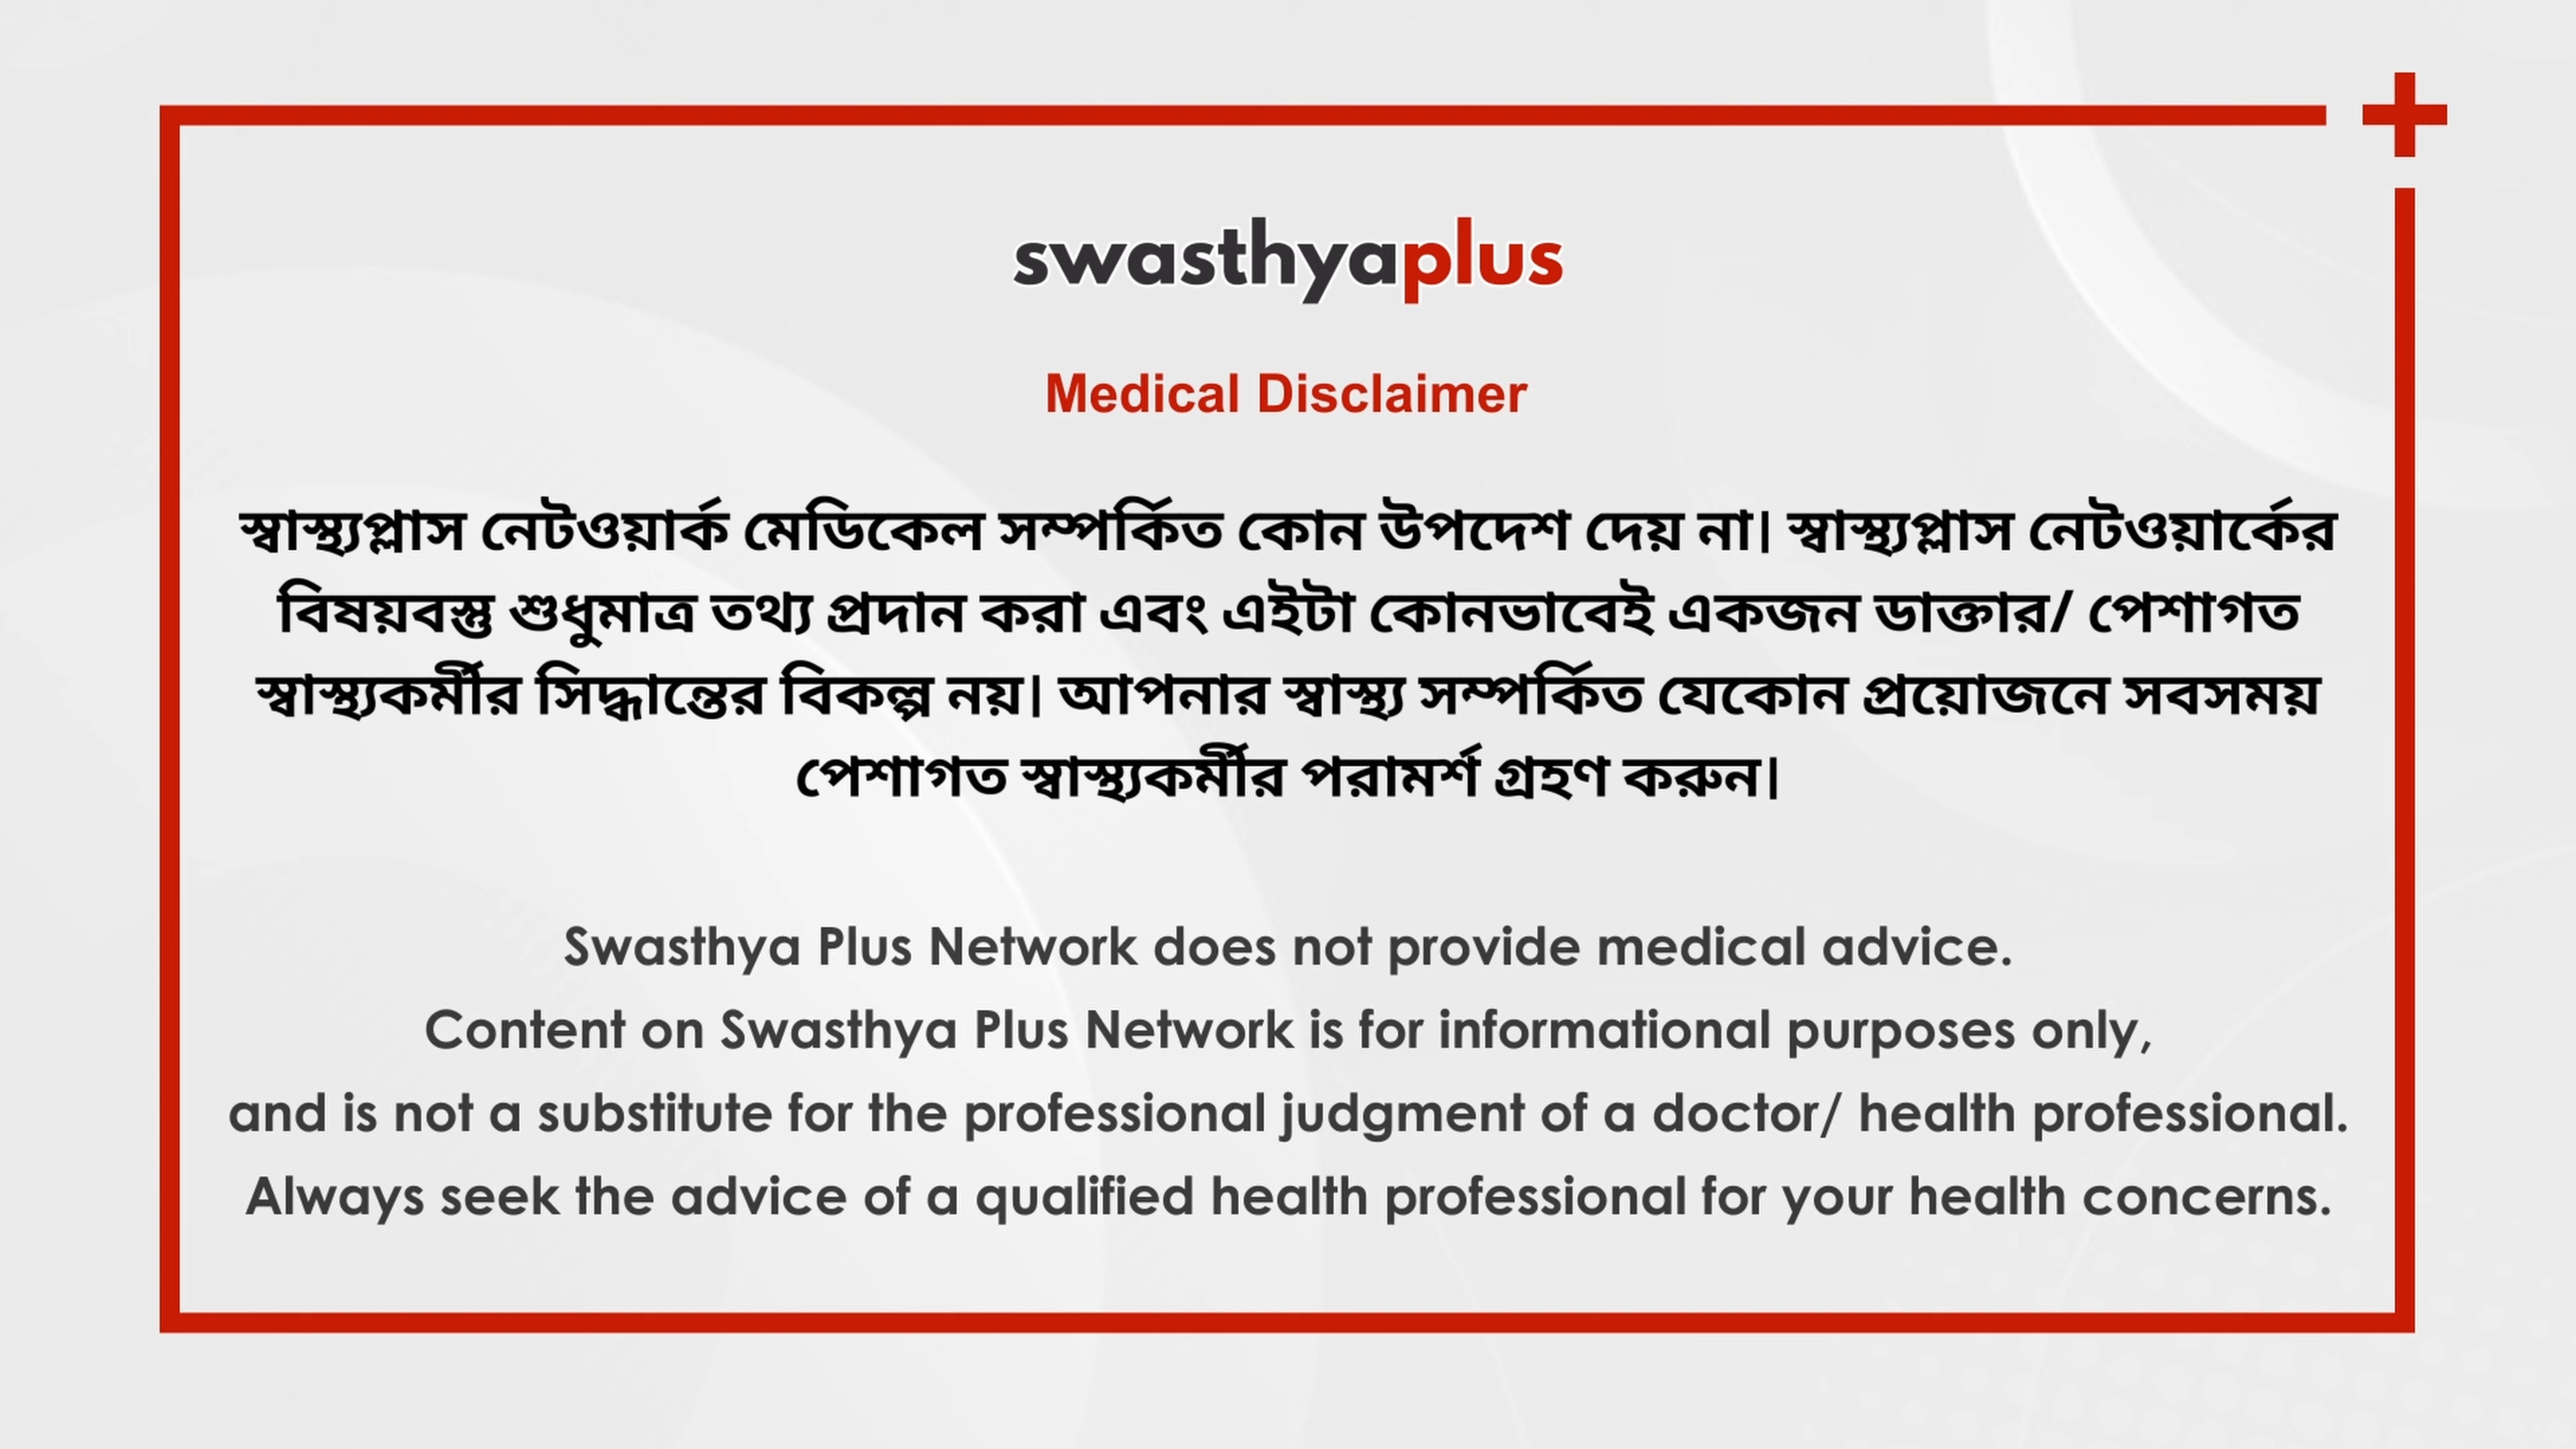 swasthyaplus
Medical Disclaimer
স্বাস্থ্যপ্লাস নেটওয়ার্ক মেডিকেল সম্পর্কিত কোন উপদেশ দেয় না| স্বাস্থ্যপ্লাস নেটওয়ার্কের
বিষয়বস্তু শুধুমাত্র তথ্য প্রদান করা এবং এইটা কোনভাবেই একজন ডাক্তার/ পেশাগত
স্বাস্থ্যকর্মীর সিদ্ধান্তের বিকল্প নয়| আপনার স্বাস্থ্য সম্পর্কিত যেকোন প্রয়োজনে সবসময়
পেশাগত স্বাস্থ্যকর্মীর পরামর্শ গ্রহণ করুন|
Swasthya Plus Network does not provide medical advice.
Content on Swasthya Plus Network is for informational purposes only,
and is not a substitute for the professional judgment of a doctor/ health professional.
Always seek the advice of a qualified health professional for your health concerns.